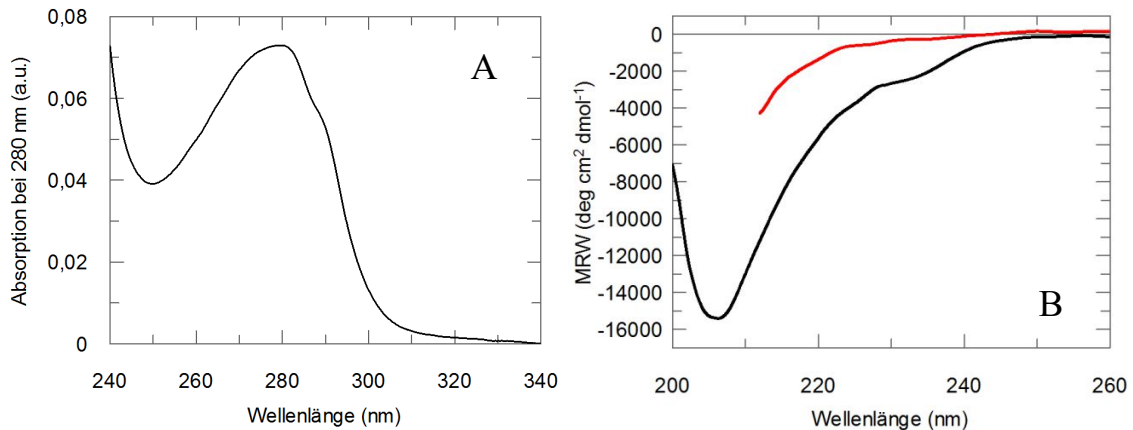 Absorption bei 280 nm (a.u.)
0,08
0,06
0,04
0,02
0
240 260 280 300 320 340
Wellenlänge (nm)
A
MRW (deg cm² dmol⁻¹)
0
-2000
-4000
-6000
-8000
-10000
-12000
-14000
-16000
200 220 240 260
Wellenlänge (nm)
B